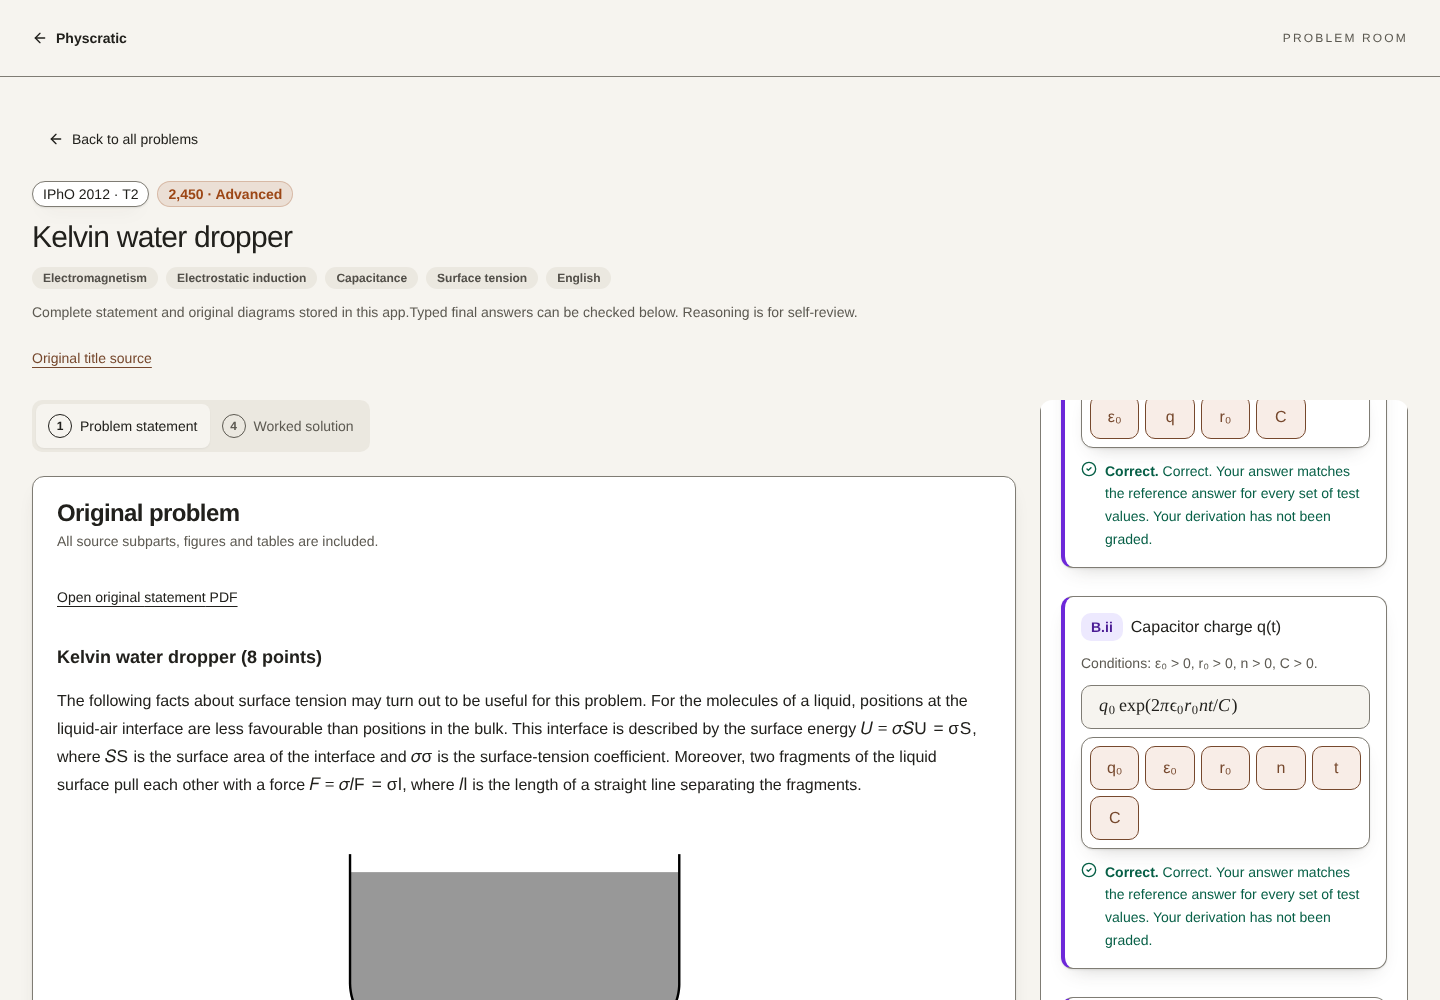 Physcratic
PROBLEM ROOM
Back to all problems
IPhO 2012 · T2
2,450 · Advanced
Kelvin water dropper
Electromagnetism
Electrostatic induction
Capacitance
Surface tension
English
Complete statement and original diagrams stored in this app.Typed final answers can be checked below. Reasoning is for self-review.
Original title source
1 Problem statement
4 Worked solution
Original problem
All source subparts, figures and tables are included.
Open original statement PDF
Kelvin water dropper (8 points)
The following facts about surface tension may turn out to be useful for this problem. For the molecules of a liquid, positions at the
liquid-air interface are less favourable than positions in the bulk. This interface is described by the surface energy U = σSU = σS,
where SS is the surface area of the interface and σσ is the surface-tension coefficient. Moreover, two fragments of the liquid
surface pull each other with a force F = σlF = σl, where ll is the length of a straight line separating the fragments.
ε₀ q r₀ C
Correct. Correct. Your answer matches
the reference answer for every set of test
values. Your derivation has not been
graded.
B.ii Capacitor charge q(t)
Conditions: ε₀ > 0, r₀ > 0, n > 0, C > 0.
q₀ exp(2πϵ₀r₀nt/C)
q₀ ε₀ r₀ n t
C
Correct. Correct. Your answer matches
the reference answer for every set of test
values. Your derivation has not been
graded.